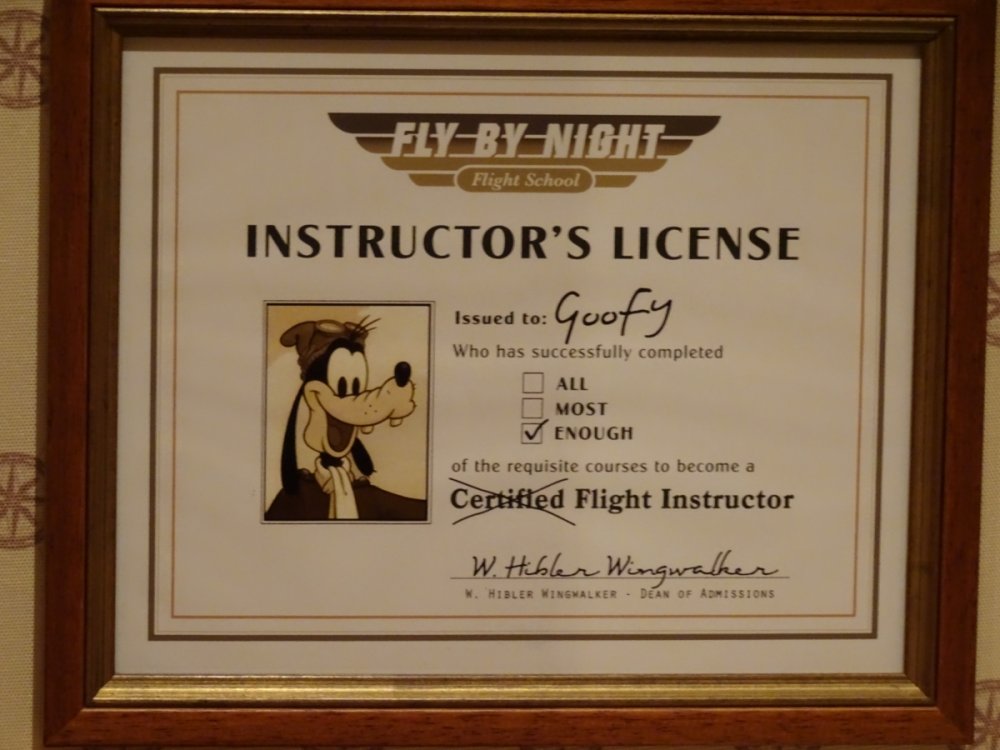 FLY BY NIGHT
Flight School
INSTRUCTOR'S LICENSE
Issued to: Goofy
Who has successfully completed
ALL
MOST
ENOUGH
of the requisite courses to become a
Certified Flight Instructor
W. Hibler Wingwalker
W. HIBLER WINGWALKER - DEAN OF ADMISSIONS